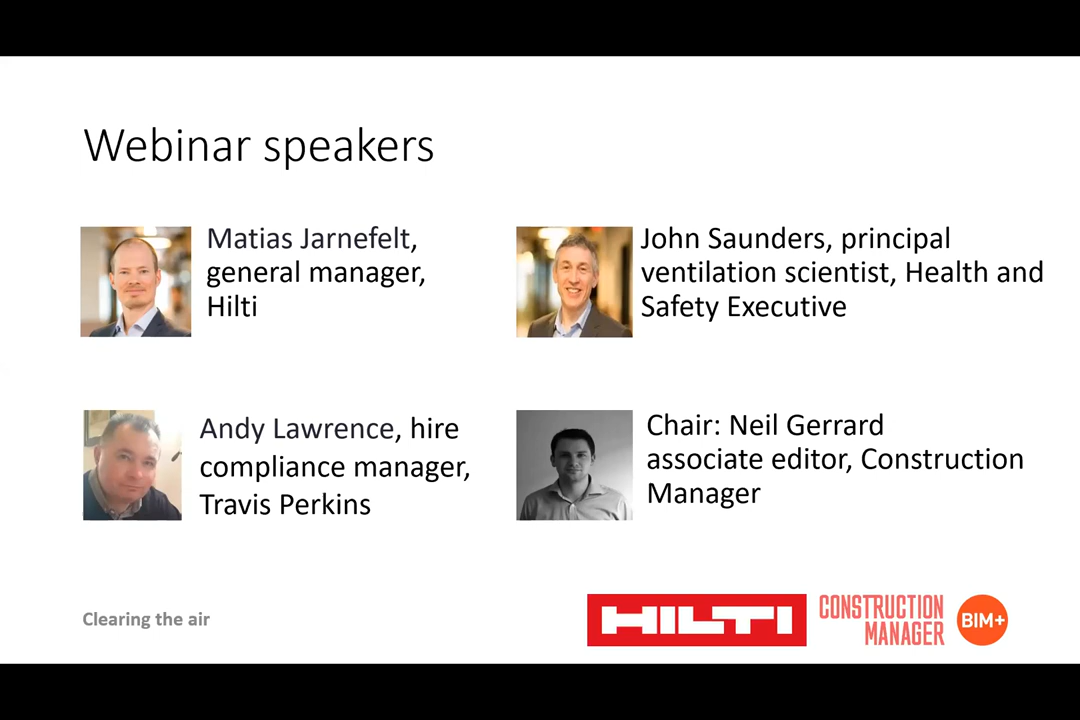 Webinar speakers
Matias Jarnefelt,
general manager,
Hilti
John Saunders, principal
ventilation scientist, Health and
Safety Executive
Andy Lawrence, hire
compliance manager,
Travis Perkins
Chair: Neil Gerrard
associate editor, Construction
Manager
Clearing the air
HILTI
CONSTRUCTION
MANAGER
BIM+